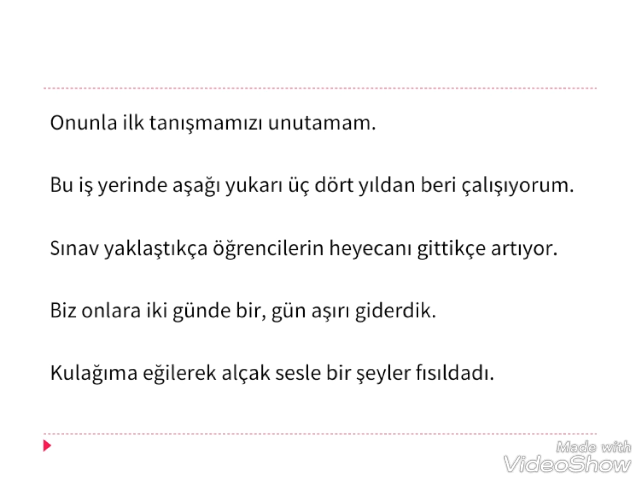 Onunla ilk tanışmamızı unutamam.
Bu iş yerinde aşağı yukarı üç dört yıldan beri çalışıyorum.
Sınav yaklaştıkça öğrencilerin heyecanı gittikçe artıyor.
Biz onlara iki günde bir, gün aşırı giderdik.
Kulağıma eğilerek alçak sesle bir şeyler fısıldadı.
Made with
VideoShow